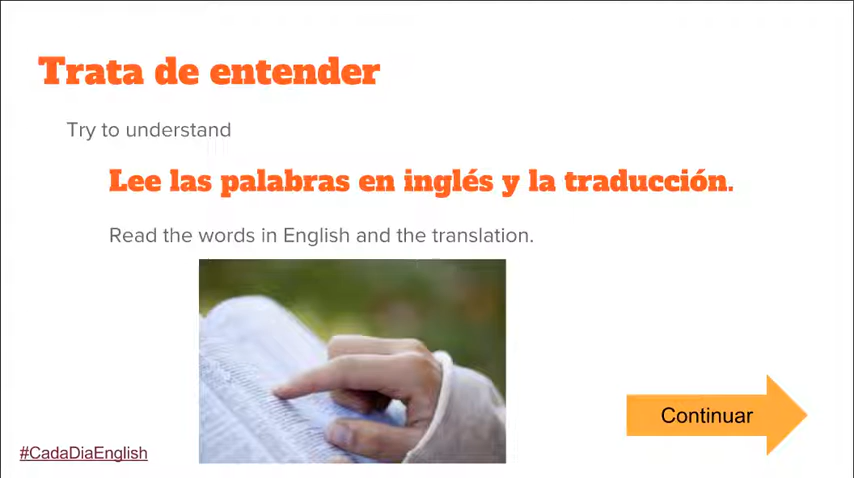 Trata de entender
Try to understand
Lee las palabras en inglés y la traducción.
Read the words in English and the translation.
Continuar
#CadaDiaEnglish